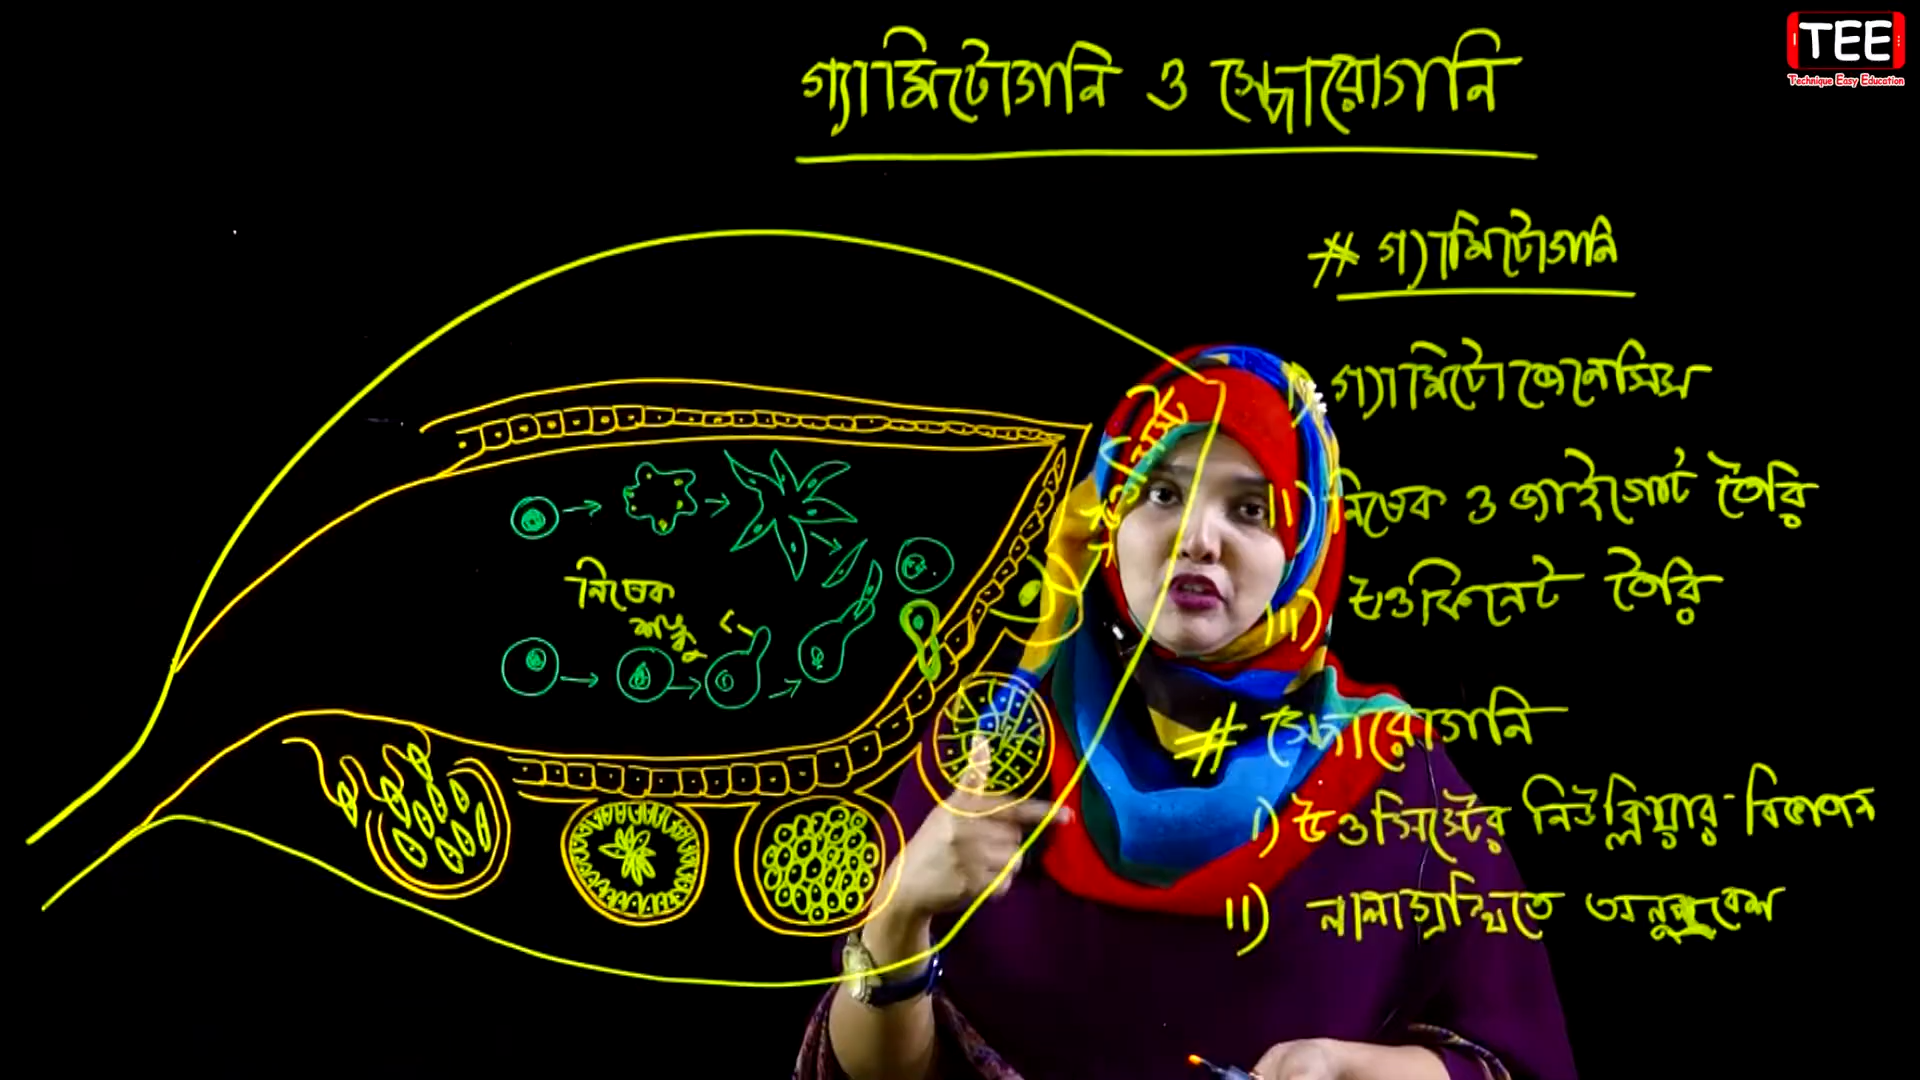 TEE
Technique Easy Education
গ্যামিটোগনি ও স্পোরোগনি
# গ্যামিটোগনি
i) গ্যামিটোজেনেসিস
ii) নিষেক ও জাইগোট তৈরি
iii) উওকিনেট তৈরি
নিষেক
শঙ্কু
# স্পোরোগনি
i) উওসিস্টের নিউক্লিয়ার-বিভাজন
ii) লালাগ্রন্থিতে অনুপ্রবেশ